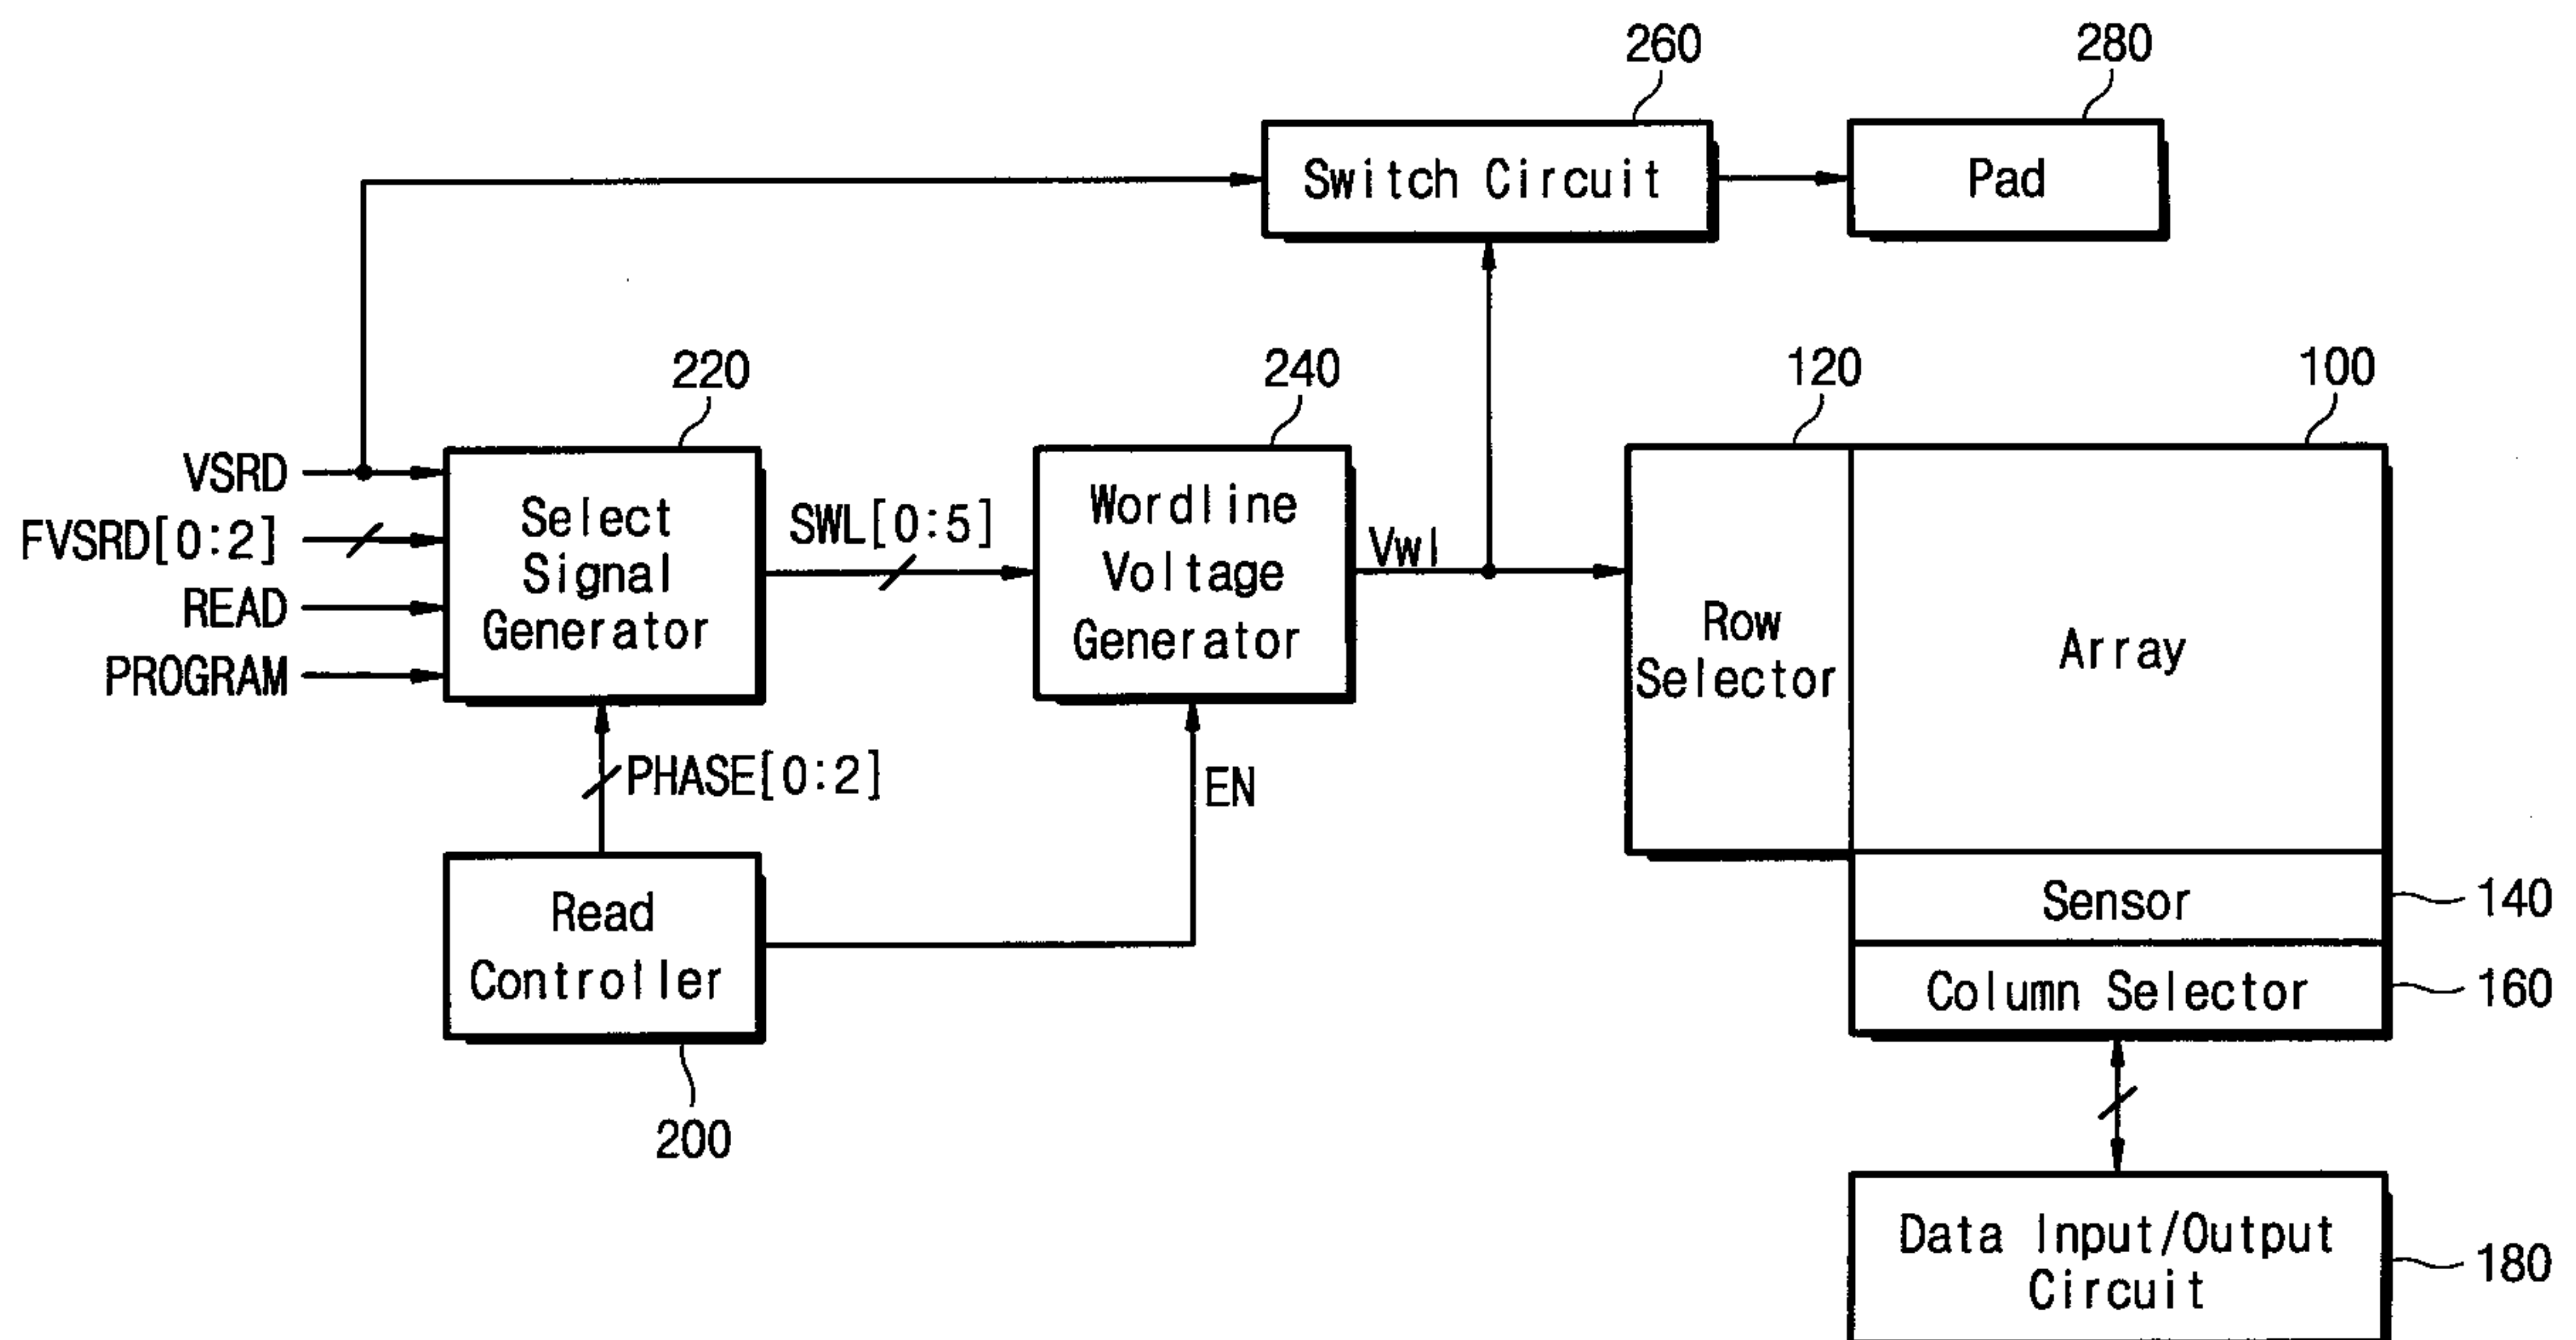 260
280
Switch Circuit
Pad
220
240
120
100
VSRD
FVSRD[0:2]
READ
PROGRAM
Select
Signal
Generator
SWL[0:5]
Wordline
Voltage
Generator
Vwl
Row
Selector
Array
PHASE[0:2]
EN
Read
Controller
200
Sensor
140
Column Selector
160
Data Input/Output
Circuit
180